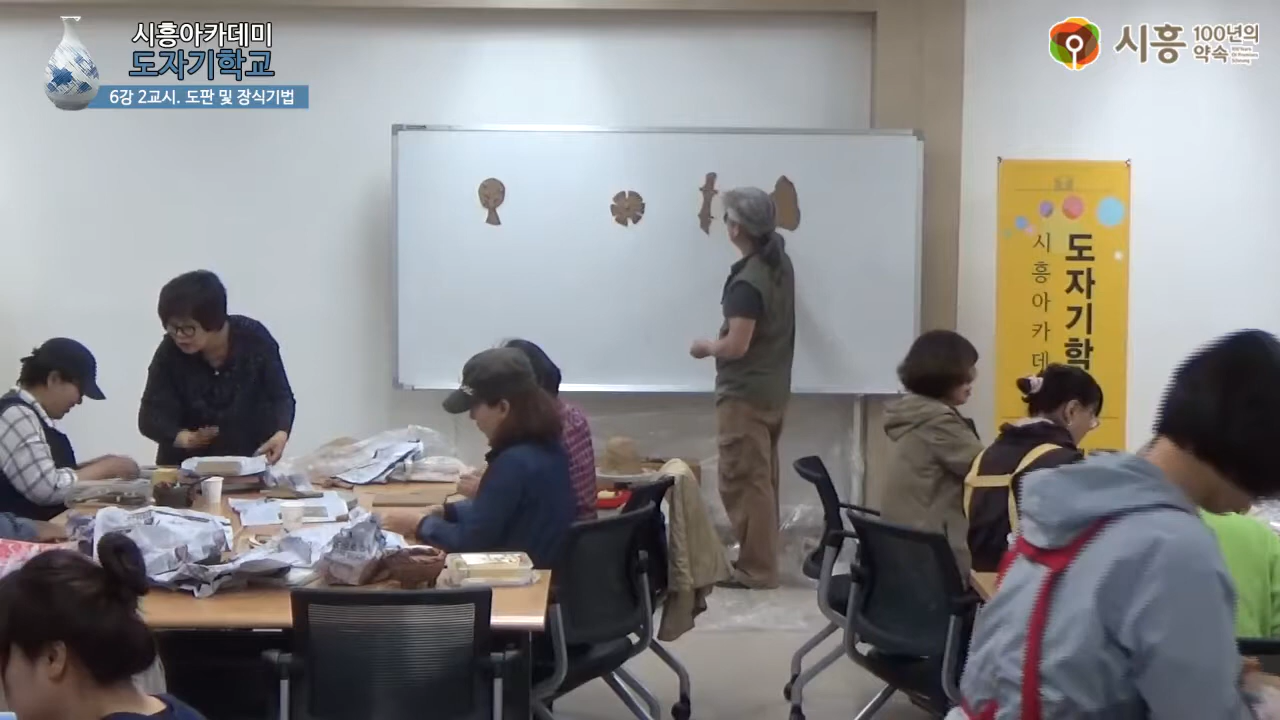 시흥아카데미
도자기학교
6강 2교시. 도판 및 장식기법
시흥
100년의
약속
시흥아카데
도자기학